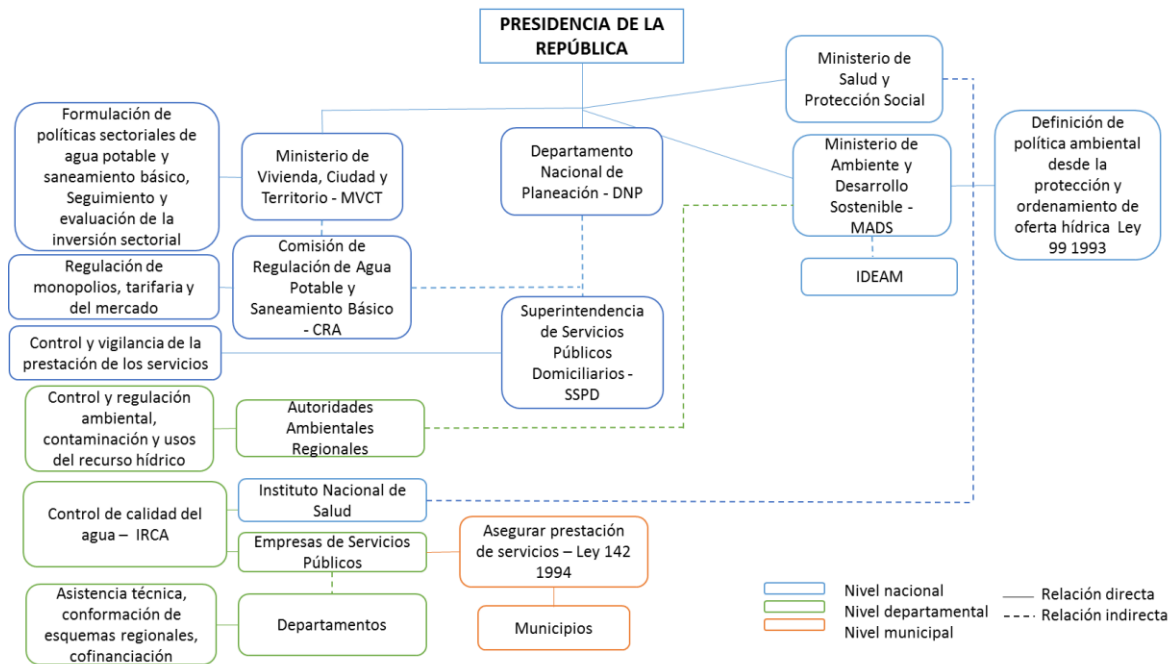 PRESIDENCIA DE LA
REPÚBLICA
Ministerio de
Salud y
Protección Social
Formulación de
políticas sectoriales de
agua potable y
saneamiento básico,
Seguimiento y
evaluación de la
inversión sectorial
Ministerio de
Vivienda, Ciudad y
Territorio - MVCT
Departamento
Nacional de
Planeación - DNP
Ministerio de
Ambiente y
Desarrollo
Sostenible -
MADS
Definición de
política ambiental
desde la
protección y
ordenamiento de
oferta hídrica Ley
99 1993
Regulación de
monopolios, tarifaria y
del mercado
Comisión de
Regulación de Agua
Potable y
Saneamiento Básico
- CRA
IDEAM
Control y vigilancia de la
prestación de los servicios
Superintendencia
de Servicios
Públicos
Domiciliarios -
SSPD
Control y regulación
ambiental,
contaminación y usos
del recurso hídrico
Autoridades
Ambientales
Regionales
Control de calidad del
agua – IRCA
Instituto Nacional de
Salud
Empresas de Servicios
Públicos
Asegurar prestación
de servicios – Ley 142
1994
Asistencia técnica,
conformación de
esquemas regionales,
cofinanciación
Departamentos
Municipios
Nivel nacional
Nivel departamental
Nivel municipal
Relación directa
Relación indirecta